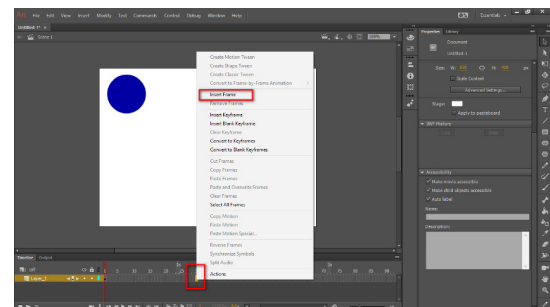 File Edit View Insert Modify Text Commands Control Debug Window Help
Essentials
Untitled-1* ×
Scene 1
Properties Library
Document
Untitled-1
Size: W: H:
Scale Content
Advanced Settings...
Stage:
Apply to pasteboard
SWF History
Accessibility
Make movie accessible
Make child objects accessible
Auto label
Name:
Description:
Create Motion Tween
Create Shape Tween
Create Classic Tween
Convert to Frame-by-Frame Animation
Insert Frame
Remove Frames
Insert Keyframe
Insert Blank Keyframe
Clear Keyframe
Convert to Keyframes
Convert to Blank Keyframes
Cut Frames
Copy Frames
Paste Frames
Paste and Overwrite Frames
Clear Frames
Select All Frames
Copy Motion
Paste Motion
Paste Motion Special...
Reverse Frames
Synchronize Symbols
Split Audio
Actions
Timeline Output
Layer_1